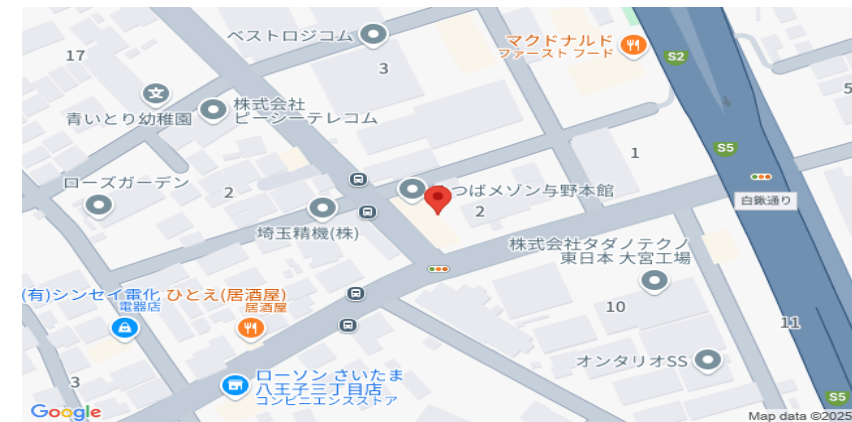 ベストロジコム
マクドナルド
ファースト フード
S2
17
3
5
青いとり幼稚園
株式会社
ピーシーテレコム
S5
1
ローズガーデン
2
つばメゾン与野本館
2
白鍬通り
埼玉精機(株)
株式会社タダノテクノ
東日本 大宮工場
(有)シンセイ電化
電器店
ひとえ(居酒屋)
居酒屋
10
11
オンタリオSS
3
ローソン さいたま
八王子三丁目店
コンビニエンスストア
S5
Google
Map data ©2025